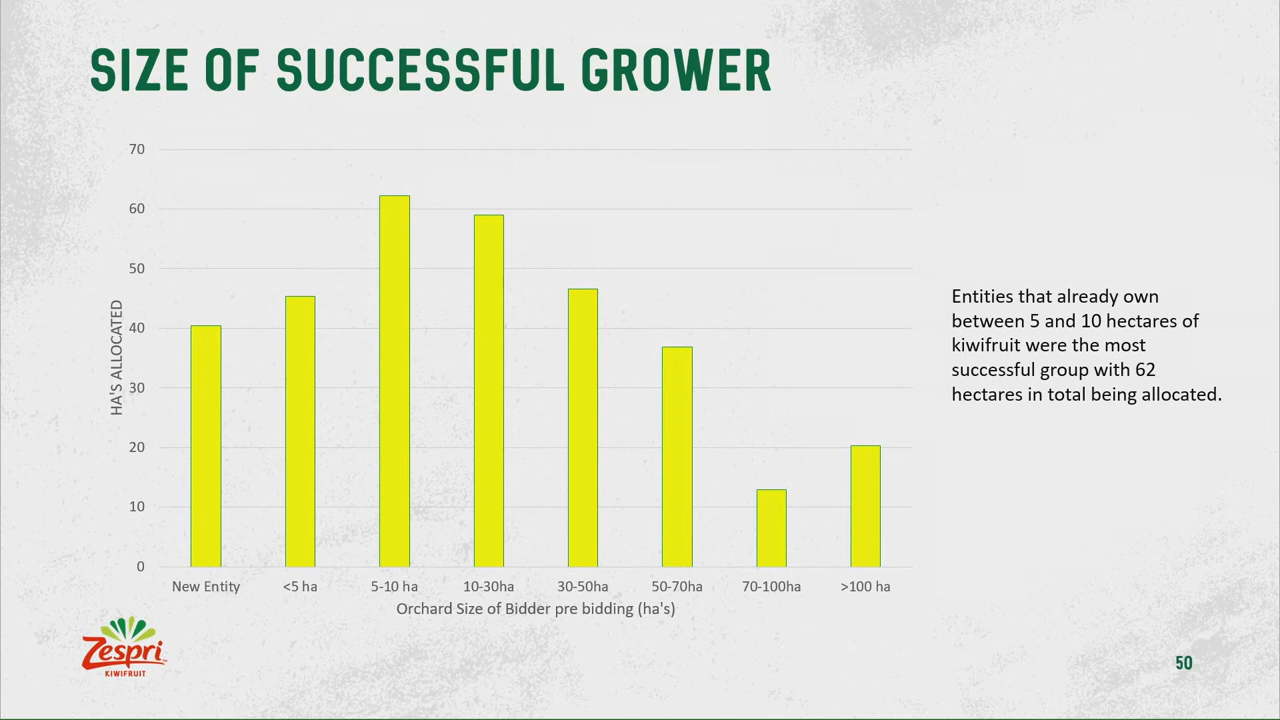 SIZE OF SUCCESSFUL GROWER
70
60
50
40
30
20
10
0
HA'S ALLOCATED
New Entity <5 ha 5-10 ha 10-30ha 30-50ha 50-70ha 70-100ha >100 ha
Orchard Size of Bidder pre bidding (ha's)
Entities that already own
between 5 and 10 hectares of
kiwifruit were the most
successful group with 62
hectares in total being allocated.
Zespri
KIWIFRUIT
50